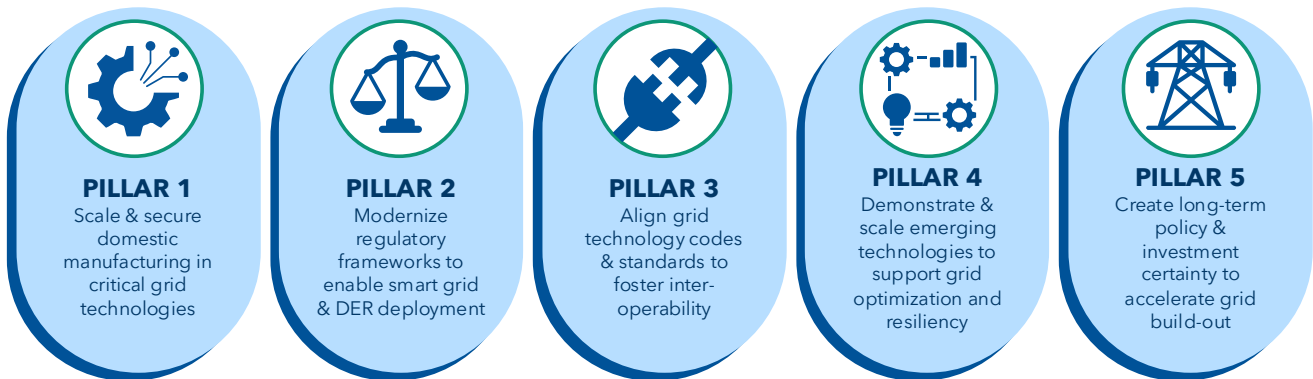 PILLAR 1
Scale & secure
domestic
manufacturing in
critical grid
technologies
PILLAR 2
Modernize
regulatory
frameworks to
enable smart grid
& DER deployment
PILLAR 3
Align grid
technology codes
& standards to
foster inter-
operability
PILLAR 4
Demonstrate &
scale emerging
technologies to
support grid
optimization and
resiliency
PILLAR 5
Create long-term
policy &
investment
certainty to
accelerate grid
build-out